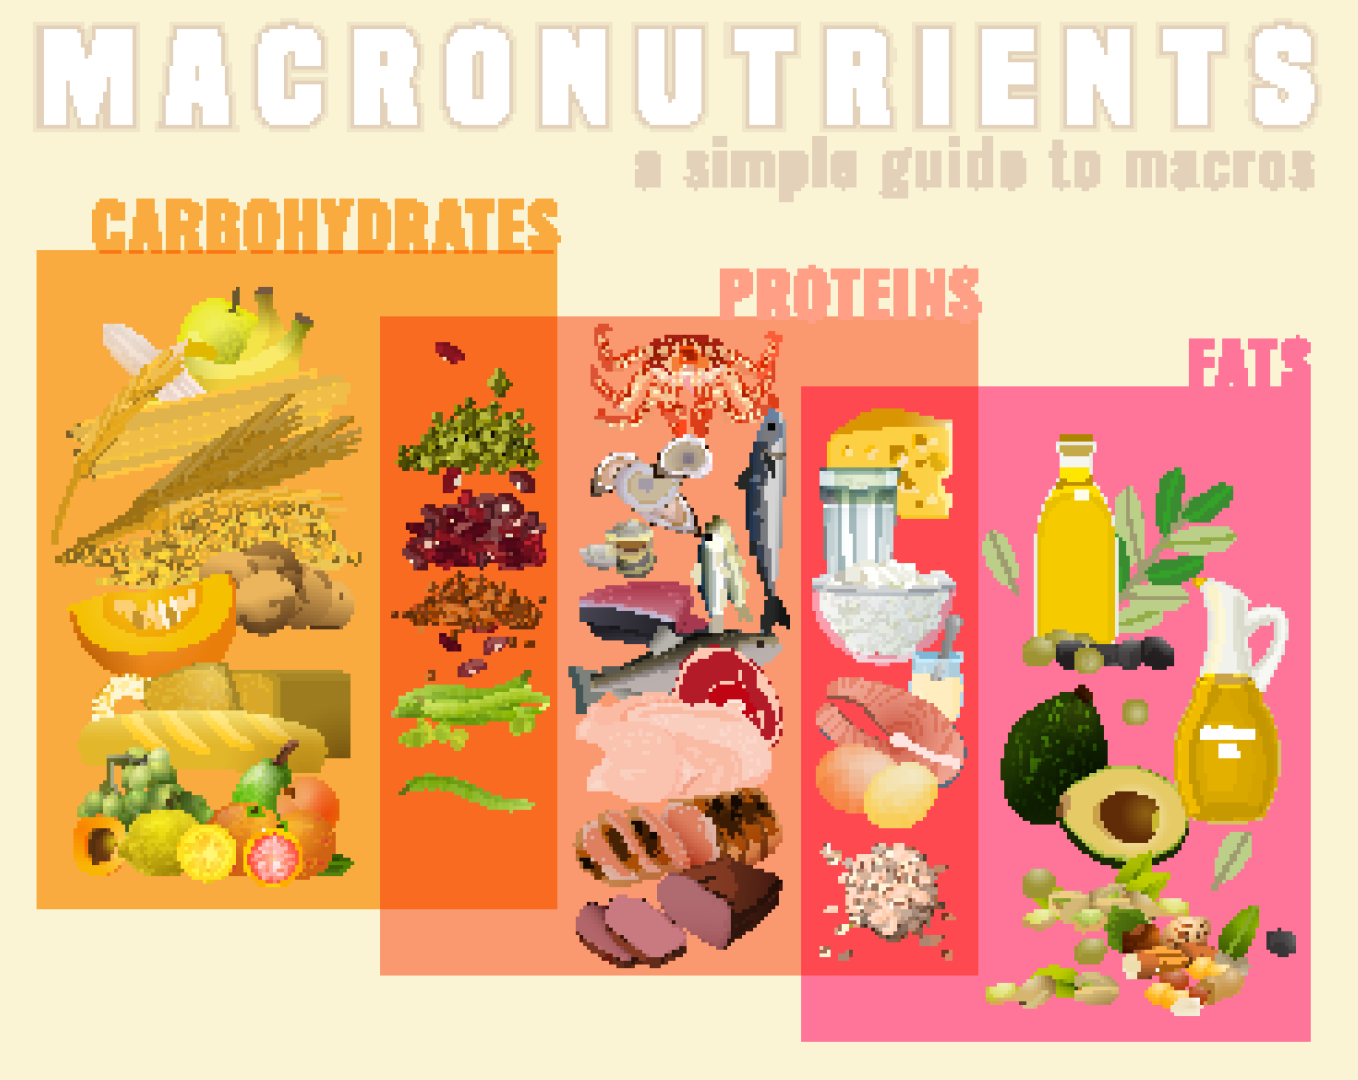 MACRONUTRIENTS
a simple guide to macros
CARBOHYDRATES
PROTEINS
FATS